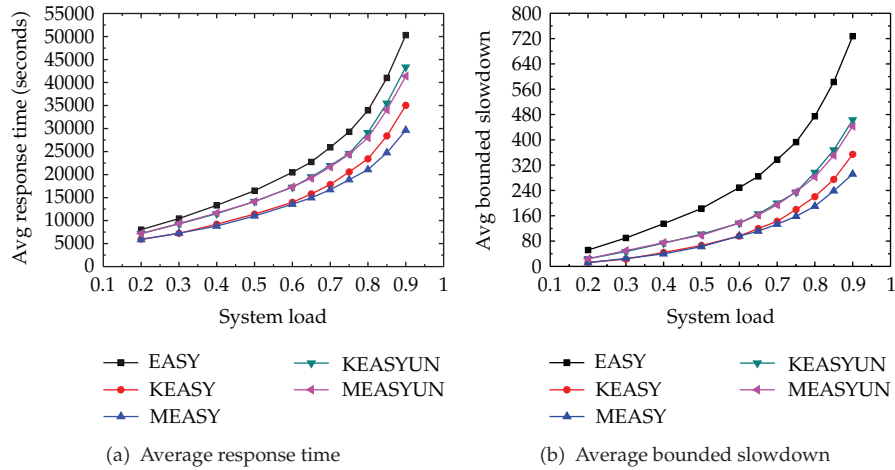 Avg response time (seconds)
55000
50000
45000
40000
35000
30000
25000
20000
15000
10000
5000
0
0.1 0.2 0.3 0.4 0.5 0.6 0.7 0.8 0.9 1
System load
EASY
KEASY
MEASY
KEASYUN
MEASYUN
(a) Average response time
Avg bounded slowdown
800
720
640
560
480
400
320
240
160
80
0
0.1 0.2 0.3 0.4 0.5 0.6 0.7 0.8 0.9 1
System load
EASY
KEASY
MEASY
KEASYUN
MEASYUN
(b) Average bounded slowdown